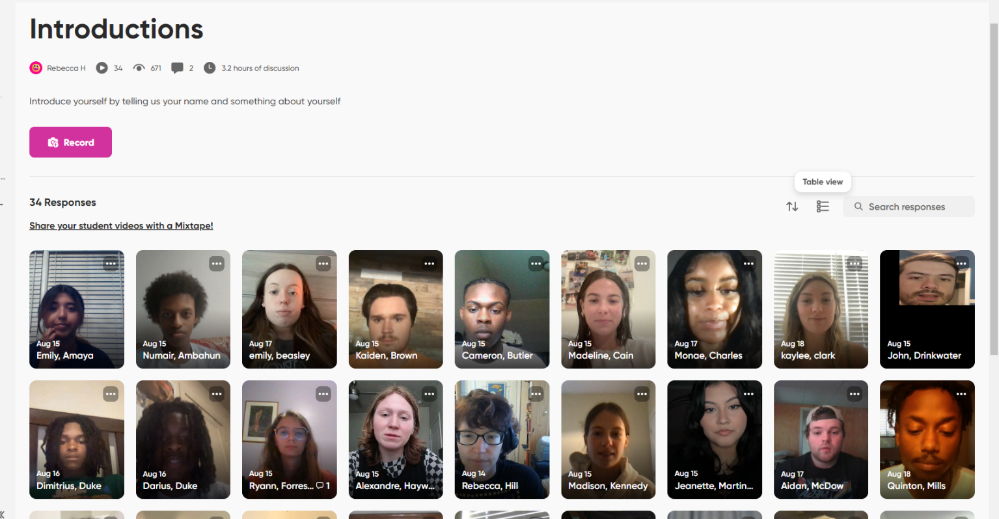 Introductions
Rebecca H 34 671 2 3.2 hours of discussion
Introduce yourself by telling us your name and something about yourself
Record
Table view
34 Responses
Search responses
Share your student videos with a Mixtape!
Aug 15
Emily, Amaya
Aug 15
Numair, Ambahun
Aug 17
emily, beasley
Aug 15
Kaiden, Brown
Aug 15
Cameron, Butler
Aug 15
Madeline, Cain
Aug 17
Monae, Charles
Aug 18
kaylee, clark
Aug 15
John, Drinkwater
Aug 16
Dimitrius, Duke
Aug 16
Darius, Duke
Aug 15
Ryann, Forres... 1
Aug 15
Alexandre, Hayw...
Aug 14
Rebecca, Hill
Aug 15
Madison, Kennedy
Aug 15
Jeanette, Martin...
Aug 17
Aidan, McDow
Aug 18
Quinton, Mills